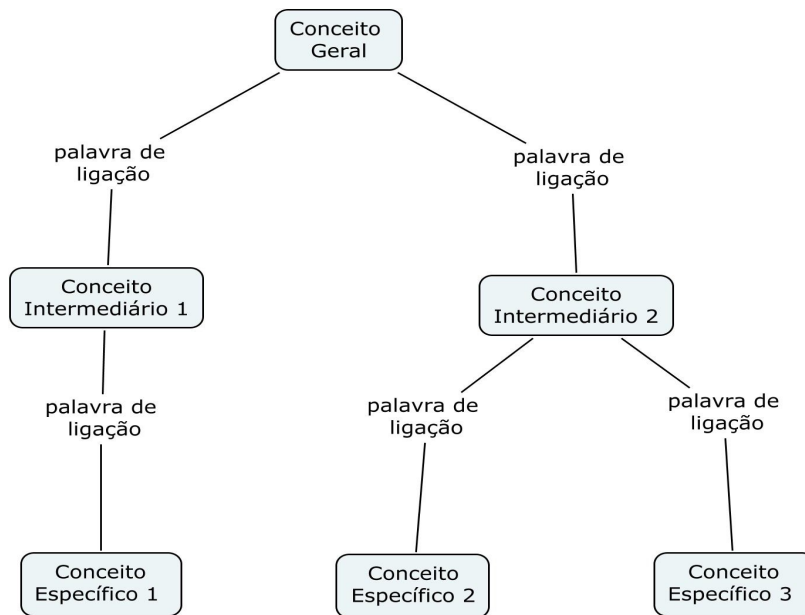 Conceito
Geral
palavra de
ligação
palavra de
ligação
Conceito
Intermediário 1
Conceito
Intermediário 2
palavra de
ligação
palavra de
ligação
palavra de
ligação
Conceito
Específico 1
Conceito
Específico 2
Conceito
Específico 3